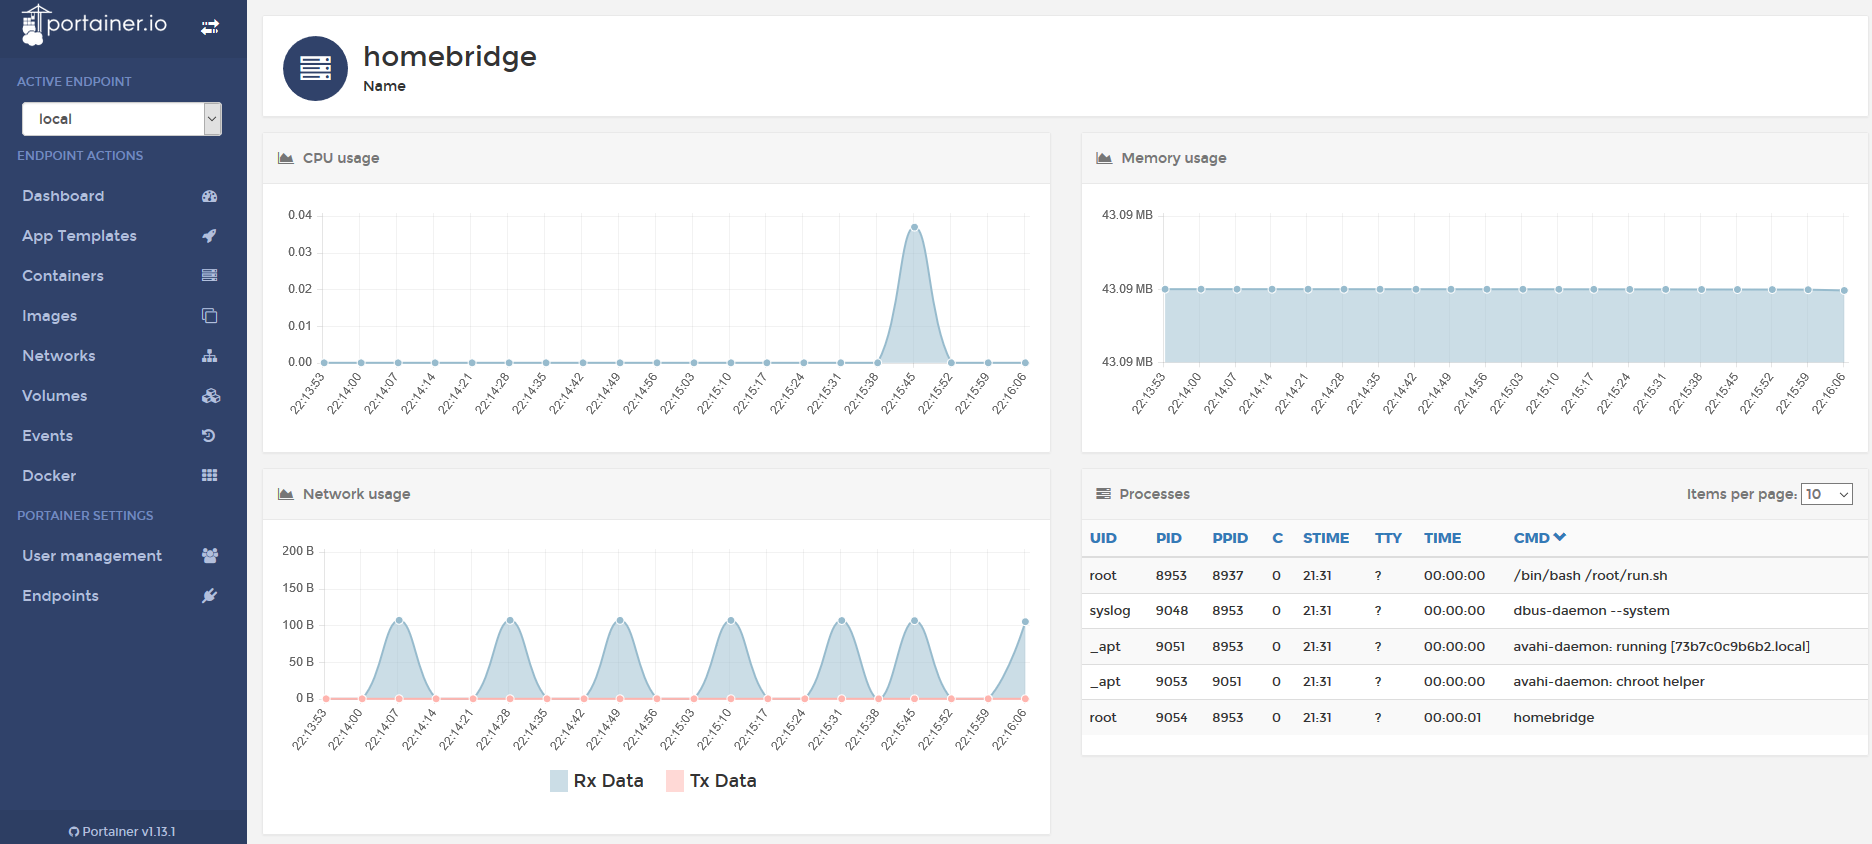 portainer.io
ACTIVE ENDPOINT
local
ENDPOINT ACTIONS
Dashboard
App Templates
Containers
Images
Networks
Volumes
Events
Docker
PORTAINER SETTINGS
User management
Endpoints
Portainer v1.13.1
homebridge
Name
CPU usage
0.04
0.03
0.02
0.01
0.00
22:13:53 22:14:00 22:14:07 22:14:14 22:14:21 22:14:28 22:14:35 22:14:42 22:14:49 22:14:56 22:15:03 22:15:10 22:15:17 22:15:24 22:15:31 22:15:38 22:15:45 22:15:52 22:15:59 22:16:06
Memory usage
43.09 MB
43.09 MB
43.09 MB
22:13:53 22:14:00 22:14:07 22:14:14 22:14:21 22:14:28 22:14:35 22:14:42 22:14:49 22:14:56 22:15:03 22:15:10 22:15:17 22:15:24 22:15:31 22:15:38 22:15:45 22:15:52 22:15:59 22:16:06
Network usage
200 B
150 B
100 B
50 B
0 B
22:13:53 22:14:00 22:14:07 22:14:14 22:14:21 22:14:28 22:14:35 22:14:42 22:14:49 22:14:56 22:15:03 22:15:10 22:15:17 22:15:24 22:15:31 22:15:38 22:15:45 22:15:52 22:15:59 22:16:06
Rx Data Tx Data
Processes Items per page: 10
UID PID PPID C STIME TTY TIME CMD
root 8953 8937 0 21:31 ? 00:00:00 /bin/bash /root/run.sh
syslog 9048 8953 0 21:31 ? 00:00:00 dbus-daemon --system
_apt 9051 8953 0 21:31 ? 00:00:00 avahi-daemon: running [73b7c0c9b6b2.local]
_apt 9053 9051 0 21:31 ? 00:00:00 avahi-daemon: chroot helper
root 9054 8953 0 21:31 ? 00:00:01 homebridge